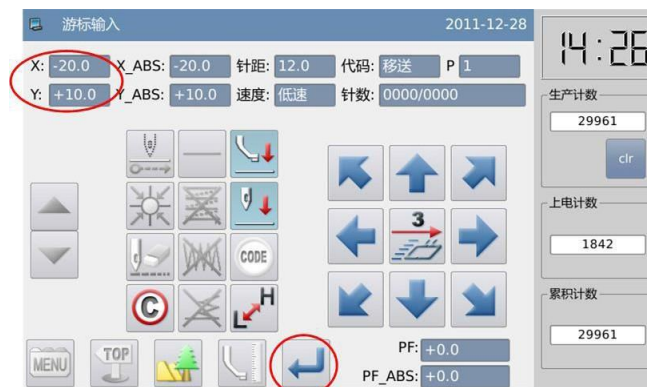 游标输入 2011-12-28
14:26
X: -20.0 X_ABS: -20.0 针距: 12.0 代码: 移送 P 1
Y: +10.0 Y_ABS: +10.0 速度: 低速 针数: 0000/0000
生产计数
29961
clr
上电计数
1842
累积计数
29961
3
CODE
C
H
L
MENU
TOP
PF: +0.0
PF_ABS: +0.0